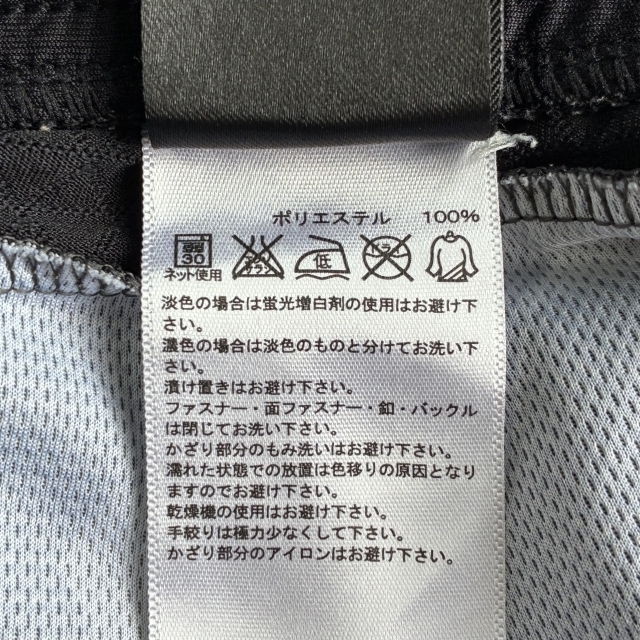 ポリエステル 100%
30
低
ネット使用
淡色の場合は蛍光増白剤の使用はお避け下
さい。
濃色の場合は淡色のものと分けてお洗い下
さい。
漬け置きはお避け下さい。
ファスナー・面ファスナー・釦・バックル
は閉じてお洗い下さい。
かざり部分のもみ洗いはお避け下さい。
濡れた状態での放置は色移りの原因となり
ますのでお避け下さい。
乾燥機の使用はお避け下さい。
手絞りは極力少なくして下さい。
かざり部分のアイロンはお避け下さい。